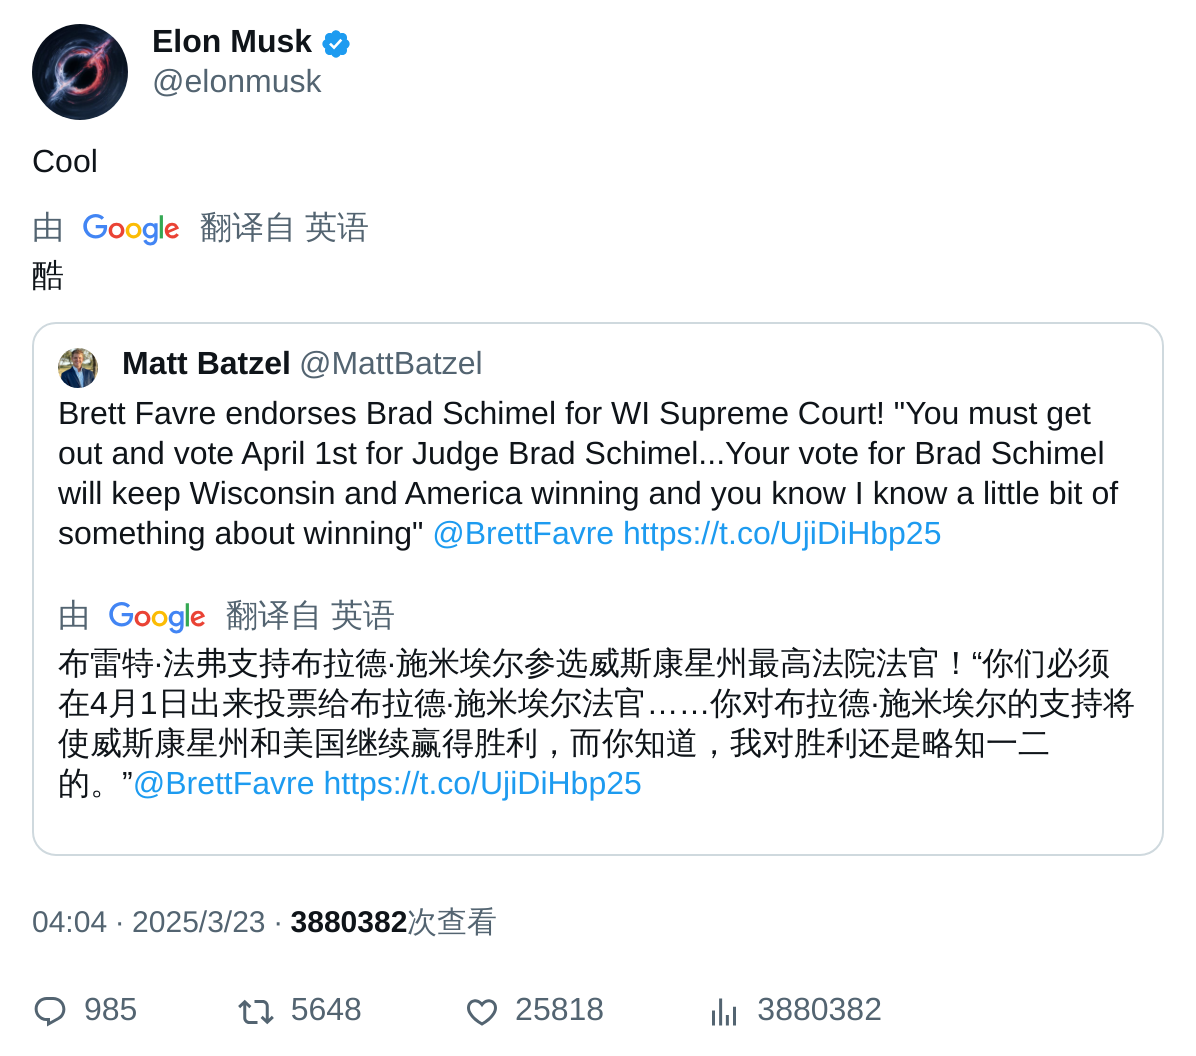 Elon Musk
@elonmusk
Cool
由 Google 翻译自 英语
酷
Matt Batzel @MattBatzel
Brett Favre endorses Brad Schimel for WI Supreme Court! "You must get
out and vote April 1st for Judge Brad Schimel...Your vote for Brad Schimel
will keep Wisconsin and America winning and you know I know a little bit of
something about winning" @BrettFavre https://t.co/UjiDiHbp25
由 Google 翻译自 英语
布雷特·法弗支持布拉德·施米埃尔参选威斯康星州最高法院法官！“你们必须
在4月1日出来投票给布拉德·施米埃尔法官……你对布拉德·施米埃尔的支持将
使威斯康星州和美国继续赢得胜利，而你知道，我对胜利还是略知一二
的。”@BrettFavre https://t.co/UjiDiHbp25
04:04 · 2025/3/23 · 3880382次查看
985 5648 25818 3880382